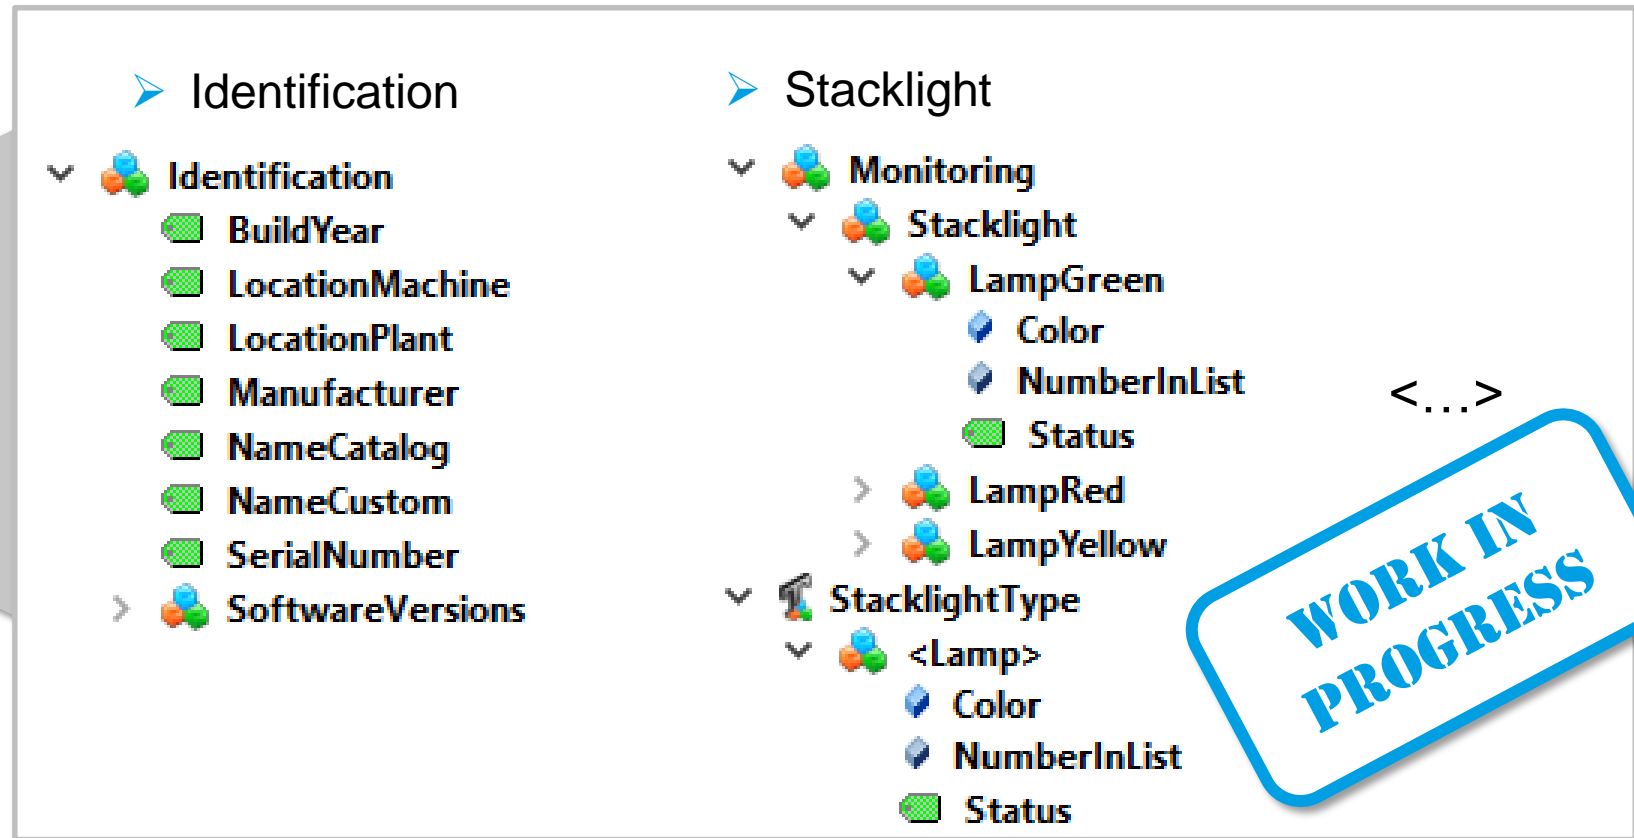 Identification
Identification
BuildYear
LocationMachine
LocationPlant
Manufacturer
NameCatalog
NameCustom
SerialNumber
SoftwareVersions
Stacklight
Monitoring
Stacklight
LampGreen
Color
NumberInList
Status
LampRed
LampYellow
StacklightType
<Lamp>
Color
NumberInList
Status
<...>
WORK IN
PROGRESS